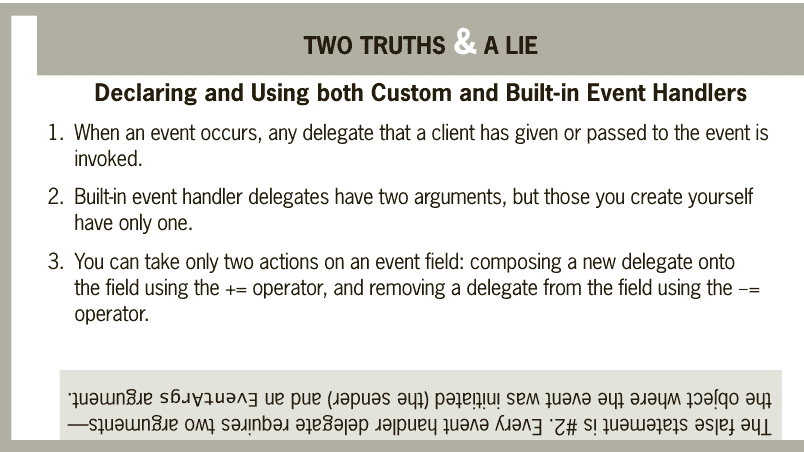 TWO TRUTHS & A LIE
Declaring and Using both Custom and Built-in Event Handlers
1. When an event occurs, any delegate that a client has given or passed to the event is
invoked.
2. Built-in event handler delegates have two arguments, but those you create yourself
have only one.
3. You can take only two actions on an event field: composing a new delegate onto
the field using the += operator, and removing a delegate from the field using the −=
operator.
The false statement is #2. Every event handler delegate requires two arguments—
the object where the event was initiated (the sender) and an EventArgs argument.